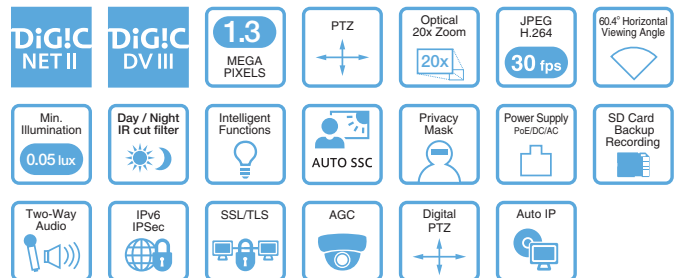 DiG!C
NET II
DiG!C
DV III
1.3
MEGA
PIXELS
PTZ
Optical
20x Zoom
20x
JPEG
H.264
30 fps
60.4° Horizontal
Viewing Angle
Min.
Illumination
0.05 lux
Day / Night
IR cut filter
Intelligent
Functions
AUTO SSC
Privacy
Mask
Power Supply
PoE/DC/AC
SD Card
Backup
Recording
Two-Way
Audio
IPv6
IPSec
SSL/TLS
AGC
Digital
PTZ
Auto IP